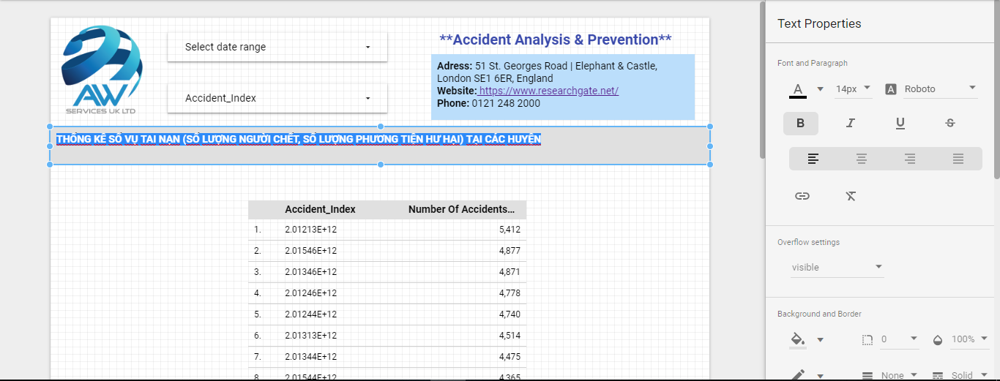 AW
SERVICES UK LTD
Select date range
Accident_Index
**Accident Analysis & Prevention**
Adress: 51 St. Georges Road | Elephant & Castle,
London SE1 6ER, England
Website: https://www.researchgate.net/
Phone: 0121 248 2000
THỐNG KÊ SỐ VỤ TAI NẠN (SỐ LƯỢNG NGƯỜI CHẾT, SỐ LƯỢNG PHƯƠNG TIỆN HƯ HẠI) TẠI CÁC HUYỆN
Accident_Index Number Of Accidents…
1. 2.01213E+12 5,412
2. 2.01546E+12 4,877
3. 2.01346E+12 4,871
4. 2.01246E+12 4,778
5. 2.01244E+12 4,740
6. 2.01313E+12 4,514
7. 2.01344E+12 4,475
8. 2.01544E+12 4,365
Text Properties
Font and Paragraph
A 14px A Roboto
B I U S
Overflow settings
visible
Background and Border
0 100%
None Solid